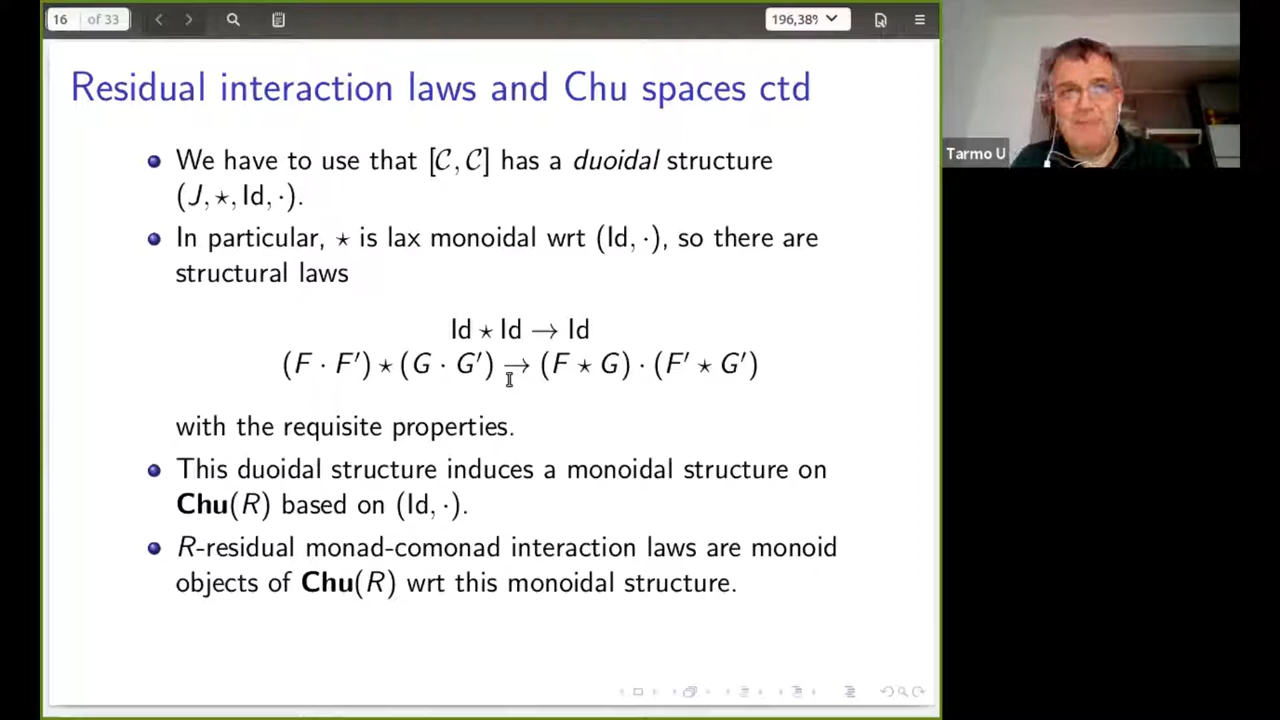 16 of 33
196,38%
Residual interaction laws and Chu spaces ctd
We have to use that [𝒞, 𝒞] has a duoidal structure
(J, ⋆, Id, ·).
In particular, ⋆ is lax monoidal wrt (Id, ·), so there are
structural laws
Id ⋆ Id → Id
(F · F′) ⋆ (G · G′) → (F ⋆ G) · (F′ ⋆ G′)
with the requisite properties.
This duoidal structure induces a monoidal structure on
Chu(R) based on (Id, ·).
R-residual monad-comonad interaction laws are monoid
objects of Chu(R) wrt this monoidal structure.
Tarmo U